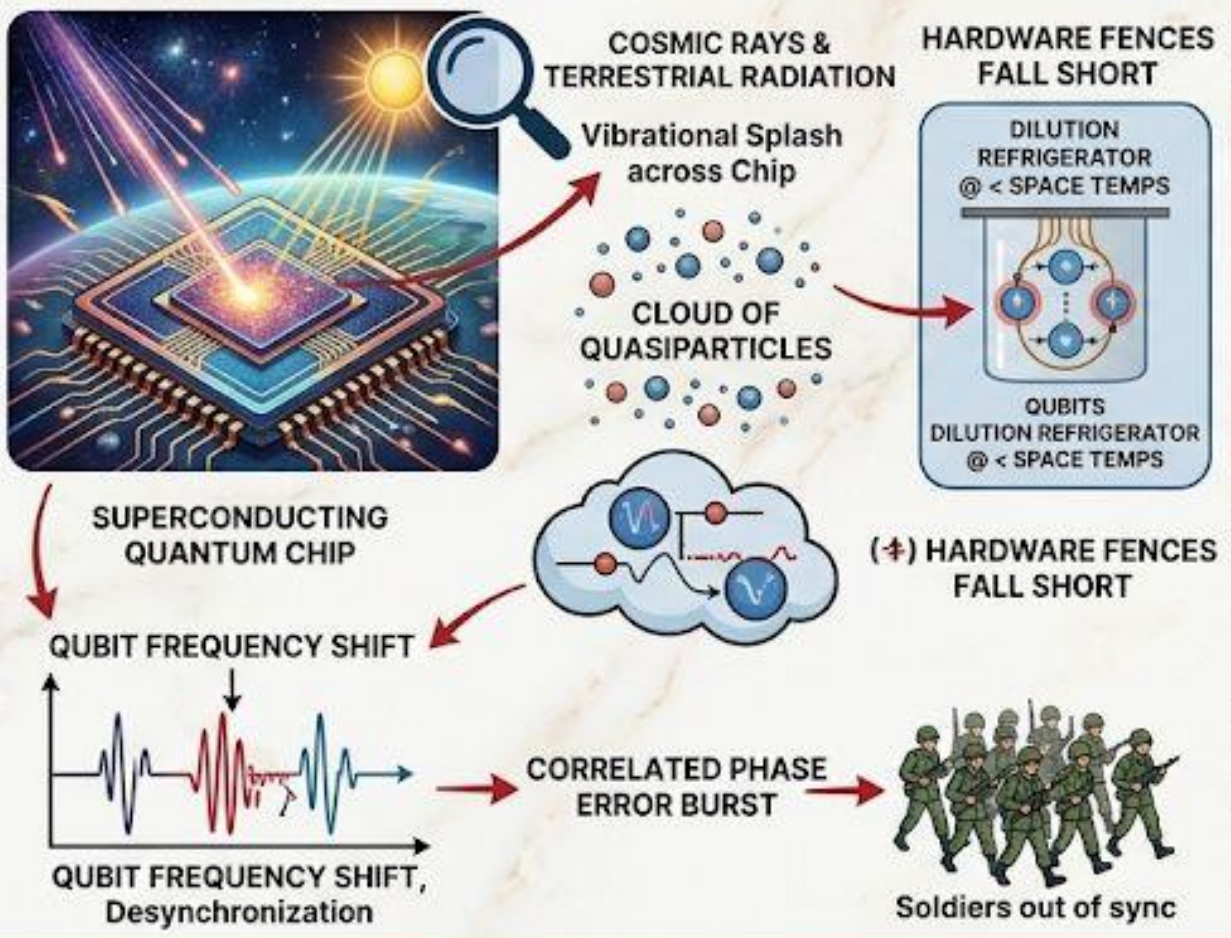 COSMIC RAYS &
TERRESTRIAL RADIATION
Vibrational Splash
across Chip
CLOUD OF
QUASIPARTICLES
HARDWARE FENCES
FALL SHORT
DILUTION
REFRIGERATOR
@ < SPACE TEMPS
QUBITS
DILUTION REFRIGERATOR
@ < SPACE TEMPS
SUPERCONDUCTING
QUANTUM CHIP
(‡) HARDWARE FENCES
FALL SHORT
QUBIT FREQUENCY SHIFT
QUBIT FREQUENCY SHIFT,
Desynchronization
CORRELATED PHASE
ERROR BURST
Soldiers out of sync